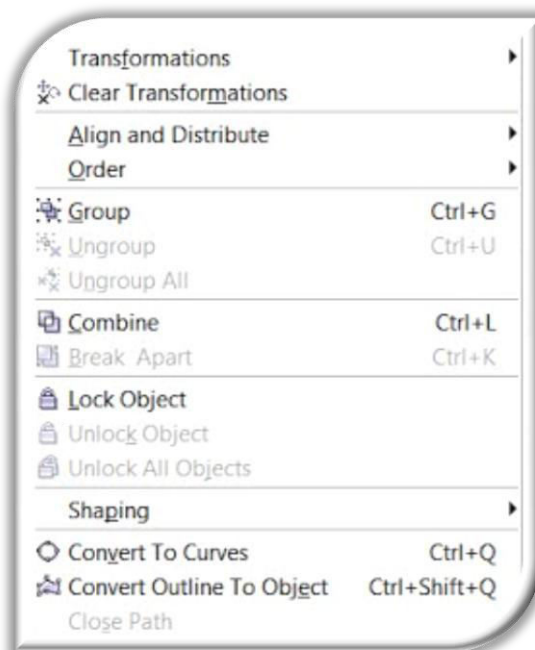 Transformations
Clear Transformations
Align and Distribute
Order
Group Ctrl+G
Ungroup Ctrl+U
Ungroup All
Combine Ctrl+L
Break Apart Ctrl+K
Lock Object
Unlock Object
Unlock All Objects
Shaping
Convert To Curves Ctrl+Q
Convert Outline To Object Ctrl+Shift+Q
Close Path